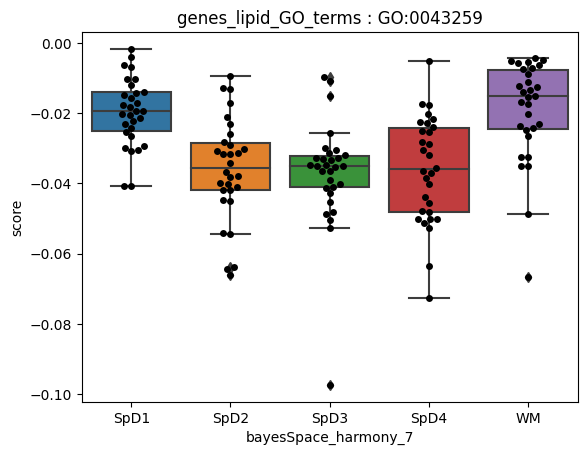 genes_lipid_GO_terms : GO:0043259
0.00
−0.02
−0.04
−0.06
−0.08
−0.10
score
SpD1 SpD2 SpD3 SpD4 WM
bayesSpace_harmony_7